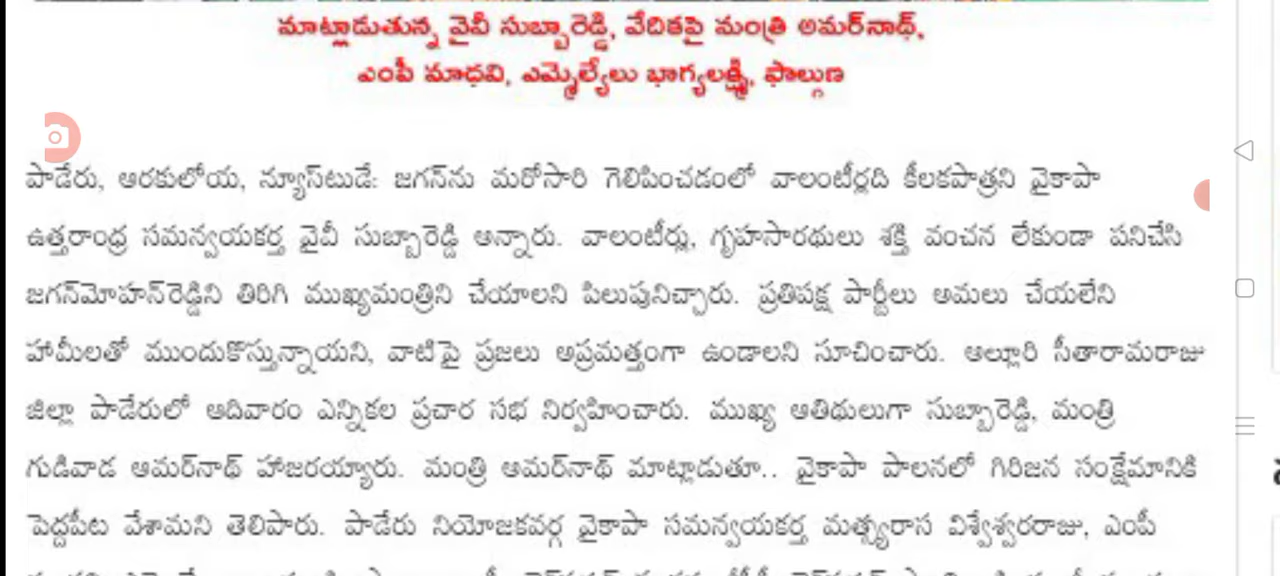 మాట్లాడుతున్న వైవీ సుబ్బారెడ్డి, వేదికపై మంత్రి అమర్‌నాథ్,
ఎంపీ మాధవి, ఎమ్మెల్యేలు భాగ్యలక్ష్మీ, ఫాల్గుణ
పాడేరు, ఆరకులోయ, న్యూస్‌టుడే: జగన్‌ను మరోసారి గెలిపించడంలో వాలంటీర్లది కీలకపాత్రని వైకాపా
ఉత్తరాంధ్ర సమన్వయకర్త వైవీ సుబ్బారెడ్డి అన్నారు. వాలంటీర్లు, గృహసారథులు శక్తి వంచన లేకుండా పనిచేసి
జగన్‌మోహన్‌రెడ్డిని తిరిగి ముఖ్యమంత్రిని చేయాలని పిలుపునిచ్చారు. ప్రతిపక్ష పార్టీలు అమలు చేయలేని
హామీలతో ముందుకొస్తున్నాయని, వాటిపై ప్రజలు అప్రమత్తంగా ఉండాలని సూచించారు. అల్లూరి సీతారామరాజు
జిల్లా పాడేరులో ఆదివారం ఎన్నికల ప్రచార సభ నిర్వహించారు. ముఖ్య అతిథులుగా సుబ్బారెడ్డి, మంత్రి
గుడివాడ అమర్‌నాథ్ హాజరయ్యారు. మంత్రి అమర్‌నాథ్ మాట్లాడుతూ.. వైకాపా పాలనలో గిరిజన సంక్షేమానికి
పెద్దపీట వేశామని తెలిపారు. పాడేరు నియోజకవర్గ వైకాపా సమన్వయకర్త మత్స్యరాస విశ్వేశ్వరరాజు, ఎంపీ